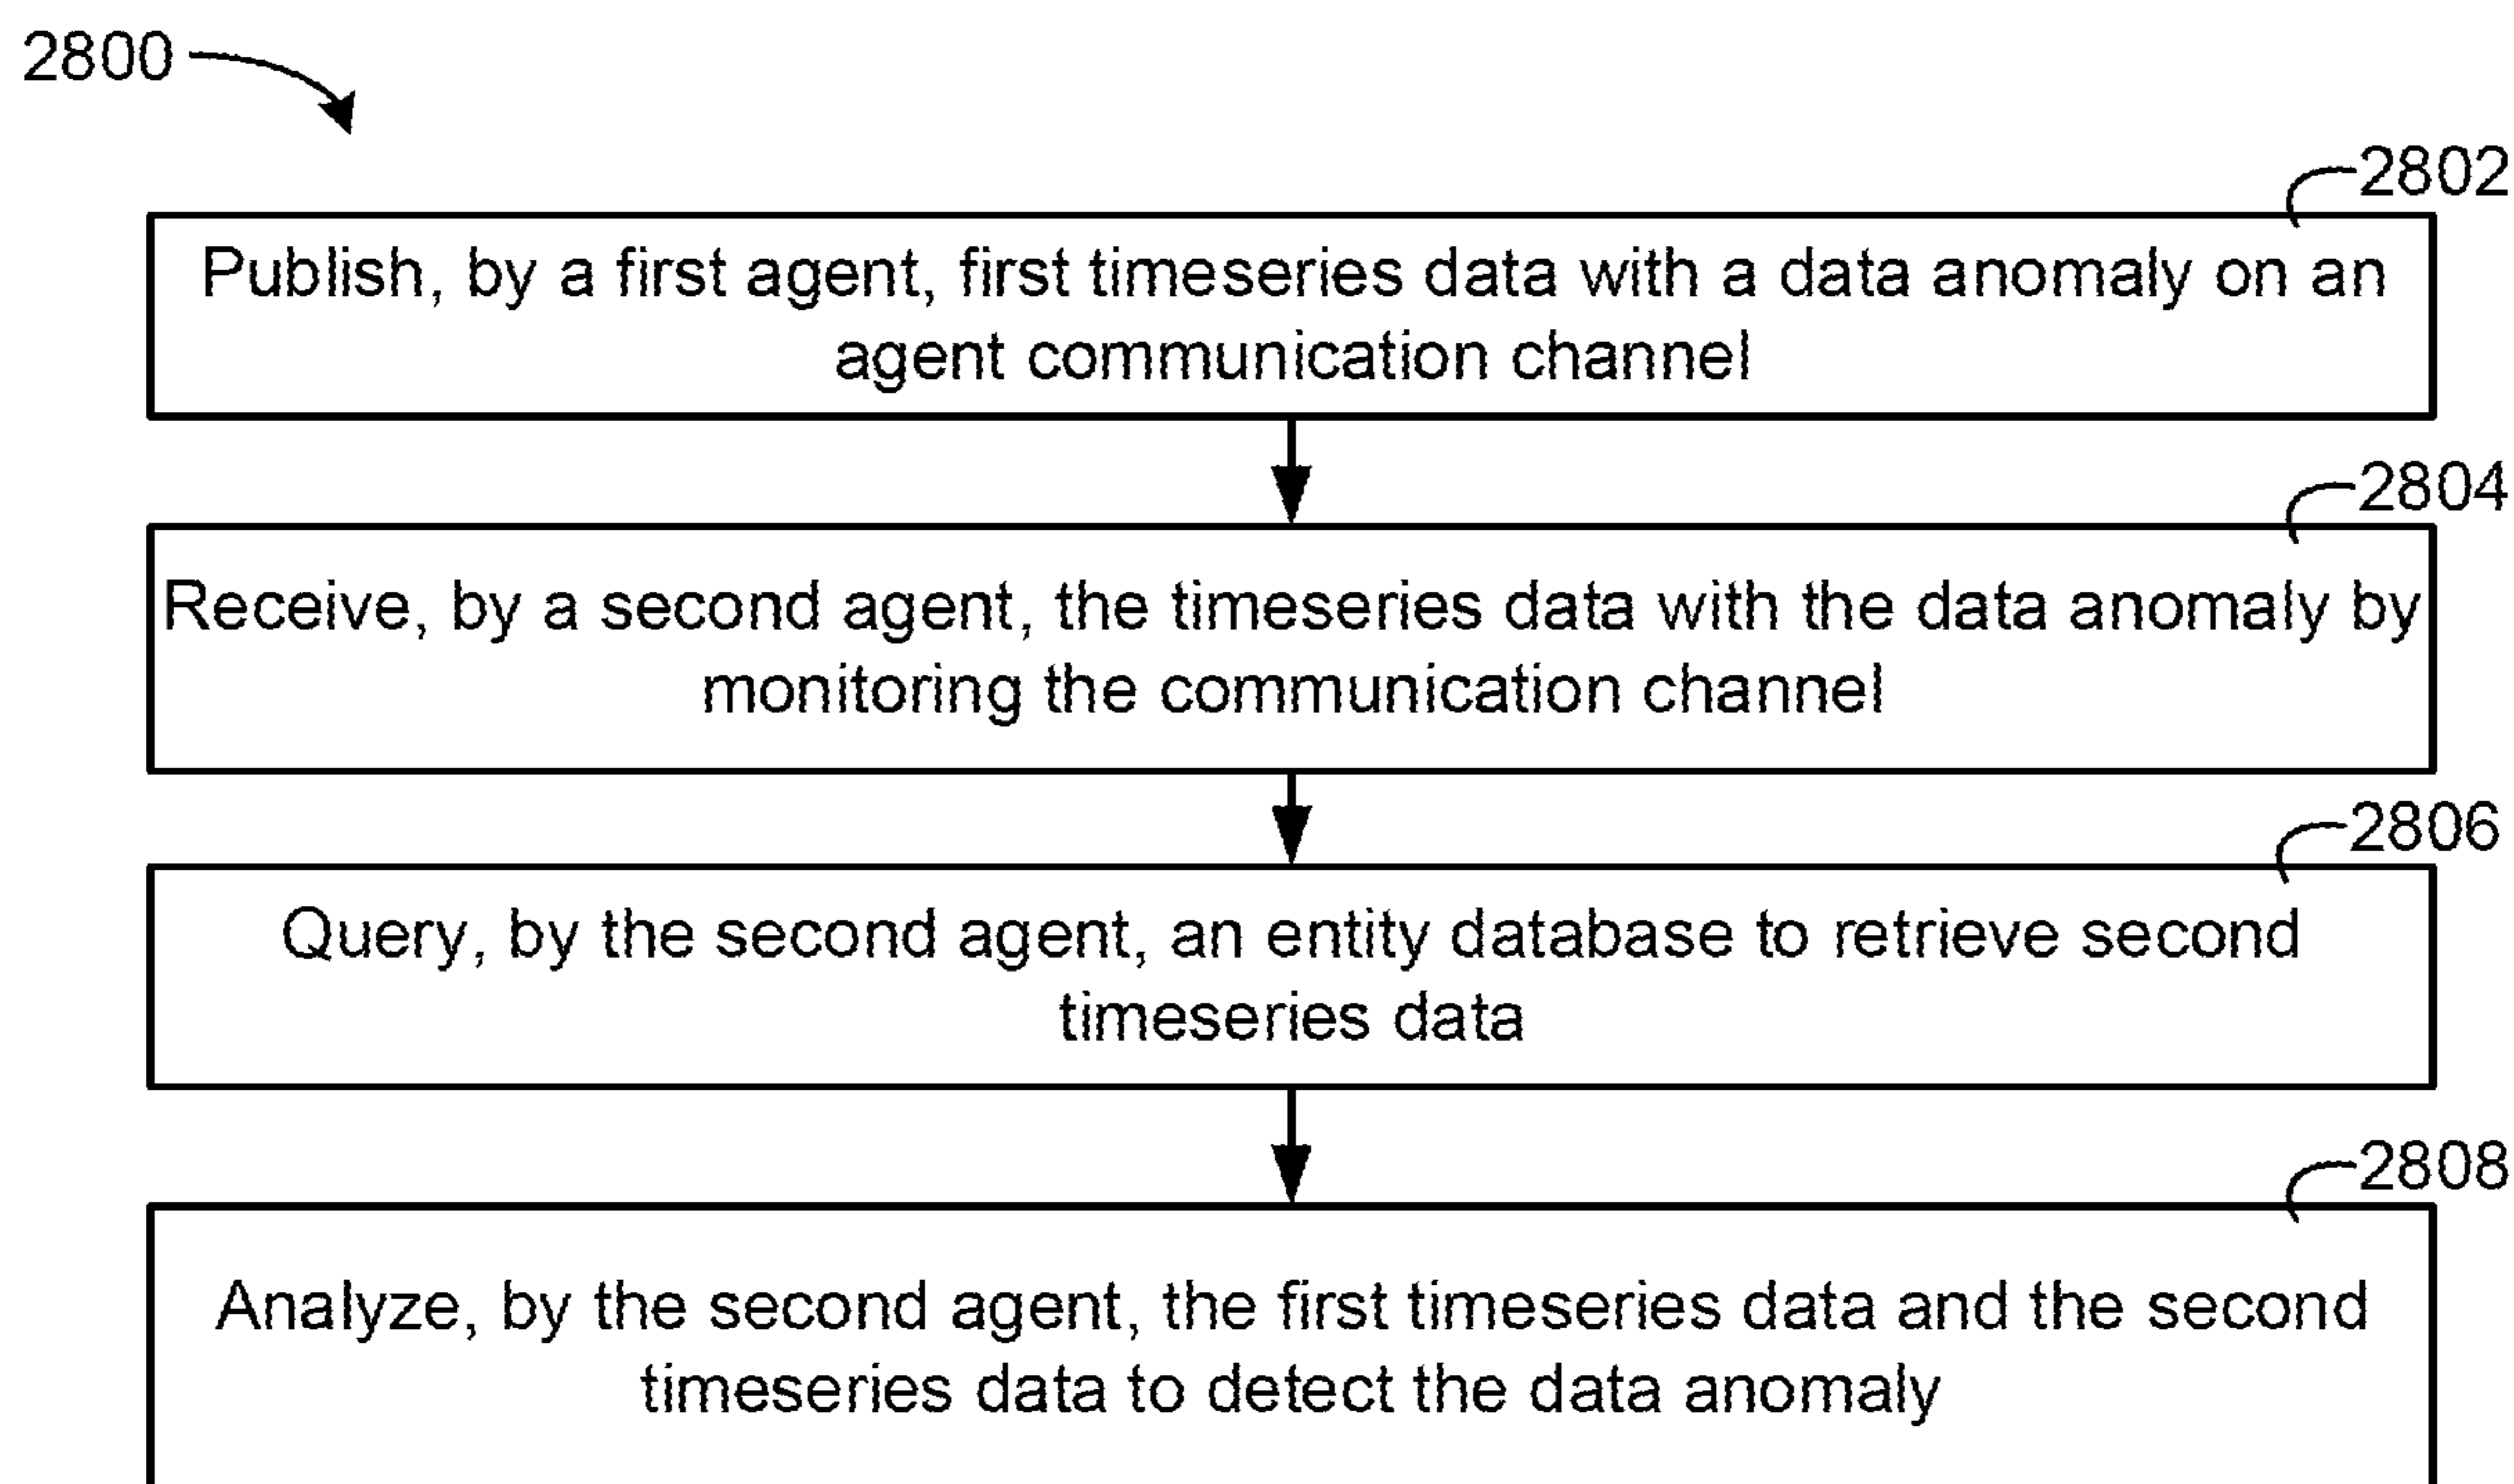 2800
2802
Publish, by a first agent, first timeseries data with a data anomaly on an
agent communication channel
2804
Receive, by a second agent, the timeseries data with the data anomaly by
monitoring the communication channel
2806
Query, by the second agent, an entity database to retrieve second
timeseries data
2808
Analyze, by the second agent, the first timeseries data and the second
timeseries data to detect the data anomaly